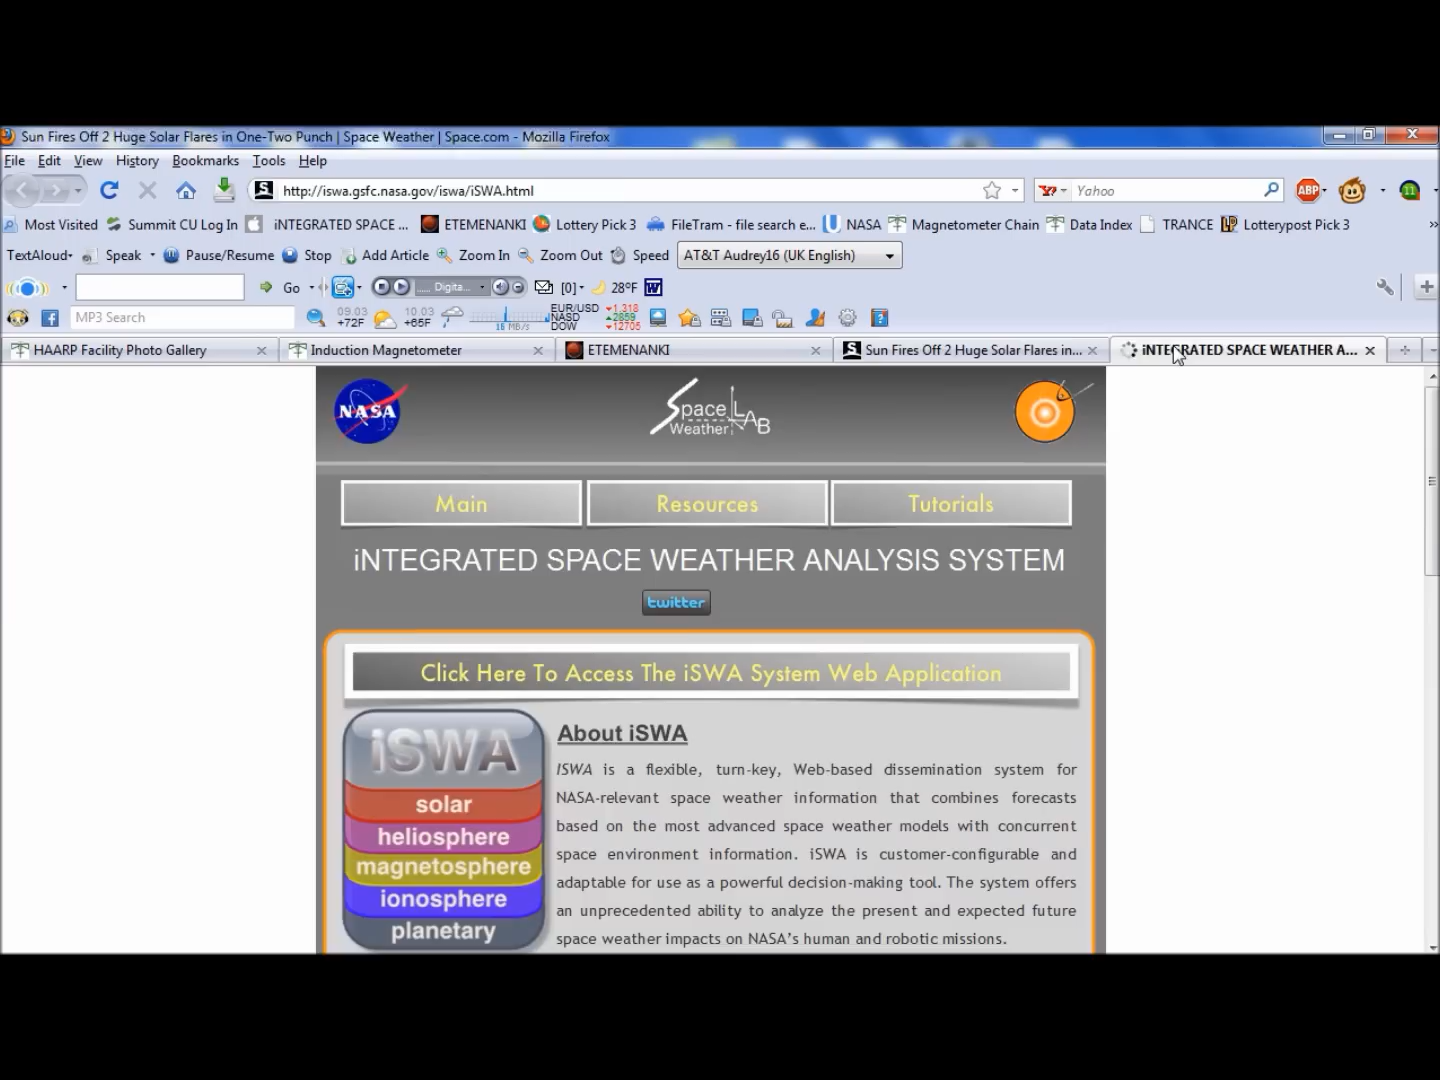 Sun Fires Off 2 Huge Solar Flares in One-Two Punch | Space Weather | Space.com - Mozilla Firefox
File Edit View History Bookmarks Tools Help
S http://iswa.gsfc.nasa.gov/iswa/iSWA.html Y! Yahoo ABP 11
Most Visited Summit CU Log In iNTEGRATED SPACE ... ETEMENANKI Lottery Pick 3 FileTram - file search e... NASA Magnetometer Chain Data Index TRANCE LP Lotterypost Pick 3 »
TextAloud Speak Pause/Resume Stop Add Article Zoom In Zoom Out Speed AT&T Audrey16 (UK English)
Go ..... Digita... [0] 28°F W
MP3 Search 09.03 +72F 10.03 +65F EUR/USD NASD DOW
HAARP Facility Photo Gallery Induction Magnetometer ETEMENANKI S Sun Fires Off 2 Huge Solar Flares in... iNTEGRATED SPACE WEATHER A...
NASA Space Weather LAB
Main Resources Tutorials
iNTEGRATED SPACE WEATHER ANALYSIS SYSTEM
twitter
Click Here To Access The iSWA System Web Application
iSWA
solar
heliosphere
magnetosphere
ionosphere
planetary
About iSWA
ISWA is a flexible, turn-key, Web-based dissemination system for
NASA-relevant space weather information that combines forecasts
based on the most advanced space weather models with concurrent
space environment information. iSWA is customer-configurable and
adaptable for use as a powerful decision-making tool. The system offers
an unprecedented ability to analyze the present and expected future
space weather impacts on NASA's human and robotic missions.